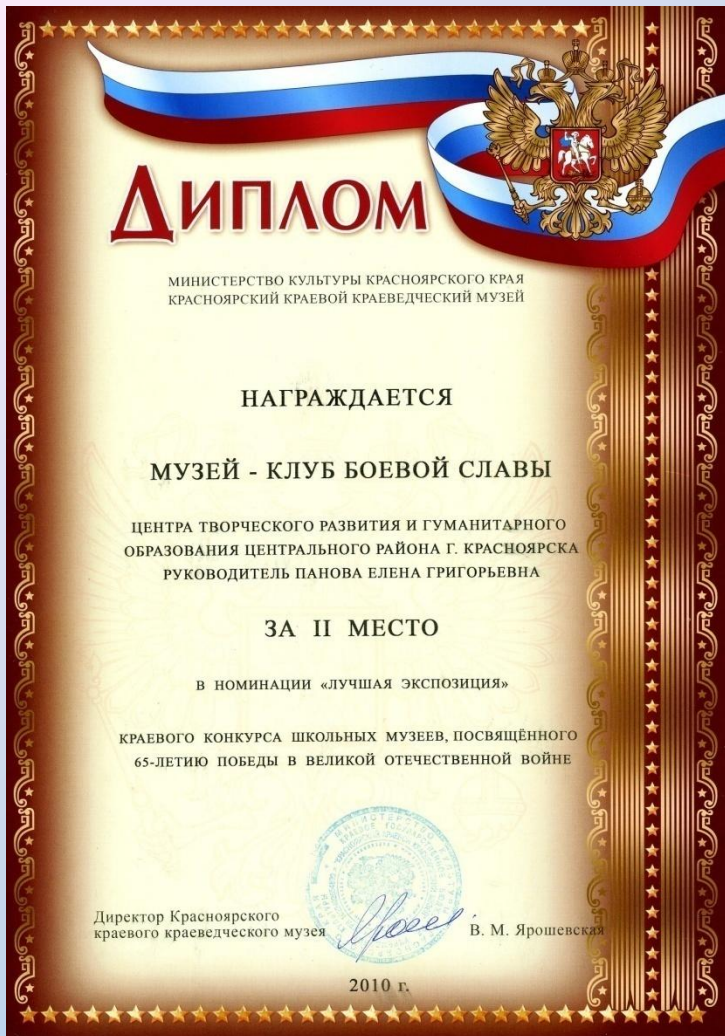 ДИПЛОМ
МИНИСТЕРСТВО КУЛЬТУРЫ КРАСНОЯРСКОГО КРАЯ
КРАСНОЯРСКИЙ КРАЕВОЙ КРАЕВЕДЧЕСКИЙ МУЗЕЙ
НАГРАЖДАЕТСЯ
МУЗЕЙ - КЛУБ БОЕВОЙ СЛАВЫ
ЦЕНТРА ТВОРЧЕСКОГО РАЗВИТИЯ И ГУМАНИТАРНОГО
ОБРАЗОВАНИЯ ЦЕНТРАЛЬНОГО РАЙОНА Г. КРАСНОЯРСКА
РУКОВОДИТЕЛЬ ПАНОВА ЕЛЕНА ГРИГОРЬЕВНА
ЗА II МЕСТО
В НОМИНАЦИИ «ЛУЧШАЯ ЭКСПОЗИЦИЯ»
КРАЕВОГО КОНКУРСА ШКОЛЬНЫХ МУЗЕЕВ, ПОСВЯЩЁННОГО
65-ЛЕТИЮ ПОБЕДЫ В ВЕЛИКОЙ ОТЕЧЕСТВЕННОЙ ВОЙНЕ
Директор Красноярского
краевого краеведческого музея В. М. Ярошевская
2010 г.